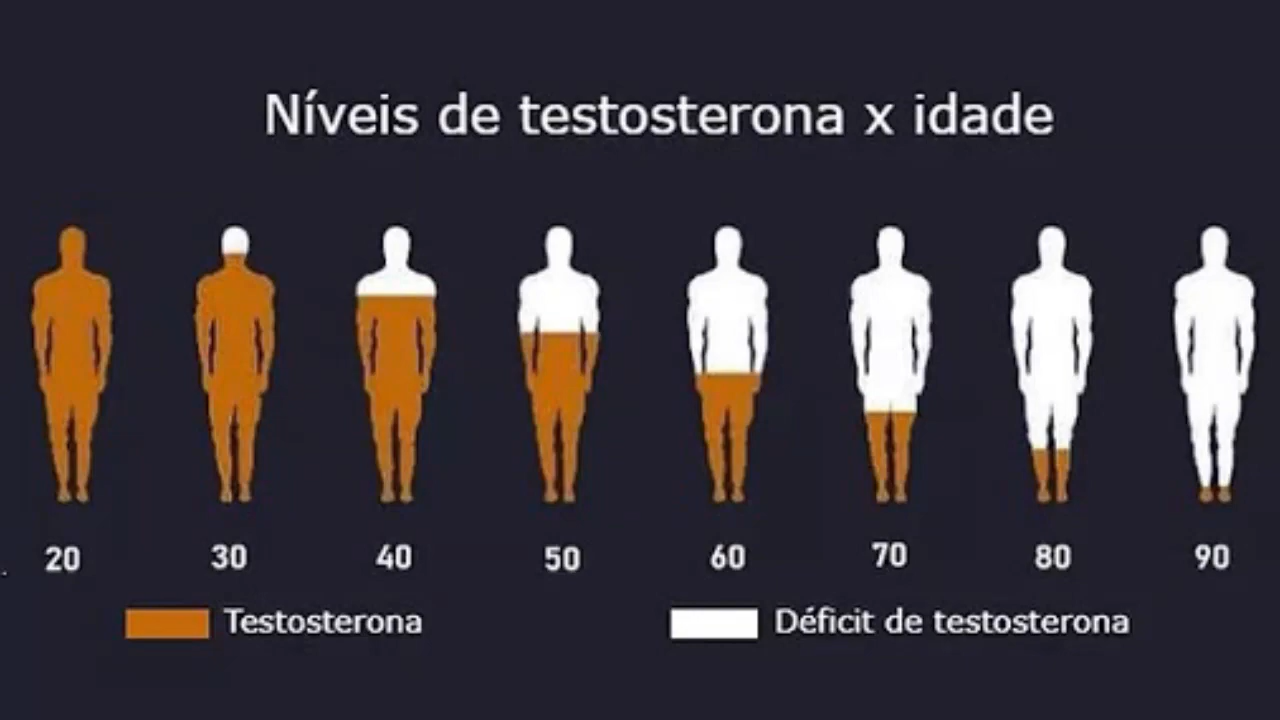 Níveis de testosterona x idade
20 30 40 50 60 70 80 90
Testosterona Déficit de testosterona